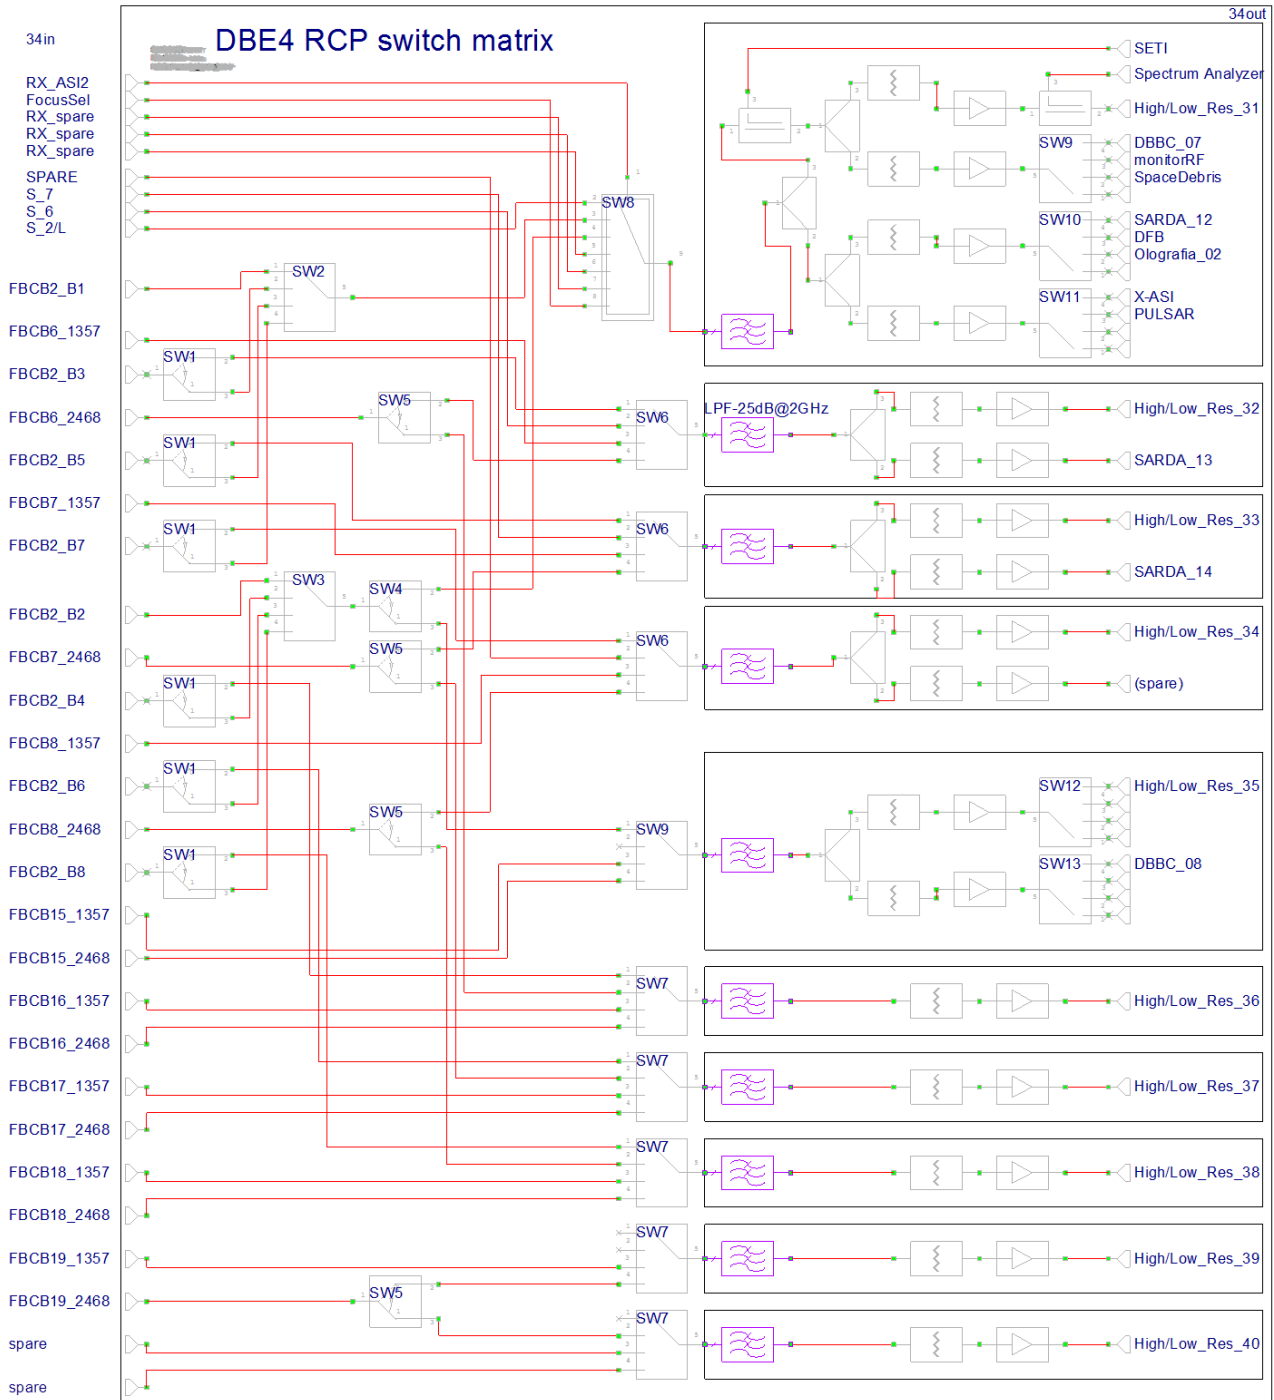 34out
34in
DBE4 RCP switch matrix
RX_ASI2
FocusSel
RX_spare
RX_spare
RX_spare
SPARE
S_7
S_6
S_2/L
FBCB2_B1
FBCB6_1357
FBCB2_B3
FBCB6_2468
FBCB2_B5
FBCB7_1357
FBCB2_B7
FBCB2_B2
FBCB7_2468
FBCB2_B4
FBCB8_1357
FBCB2_B6
FBCB8_2468
FBCB2_B8
FBCB15_1357
FBCB15_2468
FBCB16_1357
FBCB16_2468
FBCB17_1357
FBCB17_2468
FBCB18_1357
FBCB18_2468
FBCB19_1357
FBCB19_2468
spare
spare
SW2
SW1
SW1
SW1
SW3
SW1
SW1
SW1
SW5
SW4
SW5
SW5
SW5
SW8
SW6
SW6
SW6
SW9
SW7
SW7
SW7
SW7
SW7
LPF-25dB@2GHz
SW9
SW10
SW11
SW12
SW13
SETI
Spectrum Analyzer
High/Low_Res_31
DBBC_07
monitorRF
SpaceDebris
SARDA_12
DFB
Olografia_02
X-ASI
PULSAR
High/Low_Res_32
SARDA_13
High/Low_Res_33
SARDA_14
High/Low_Res_34
(spare)
High/Low_Res_35
DBBC_08
High/Low_Res_36
High/Low_Res_37
High/Low_Res_38
High/Low_Res_39
High/Low_Res_40